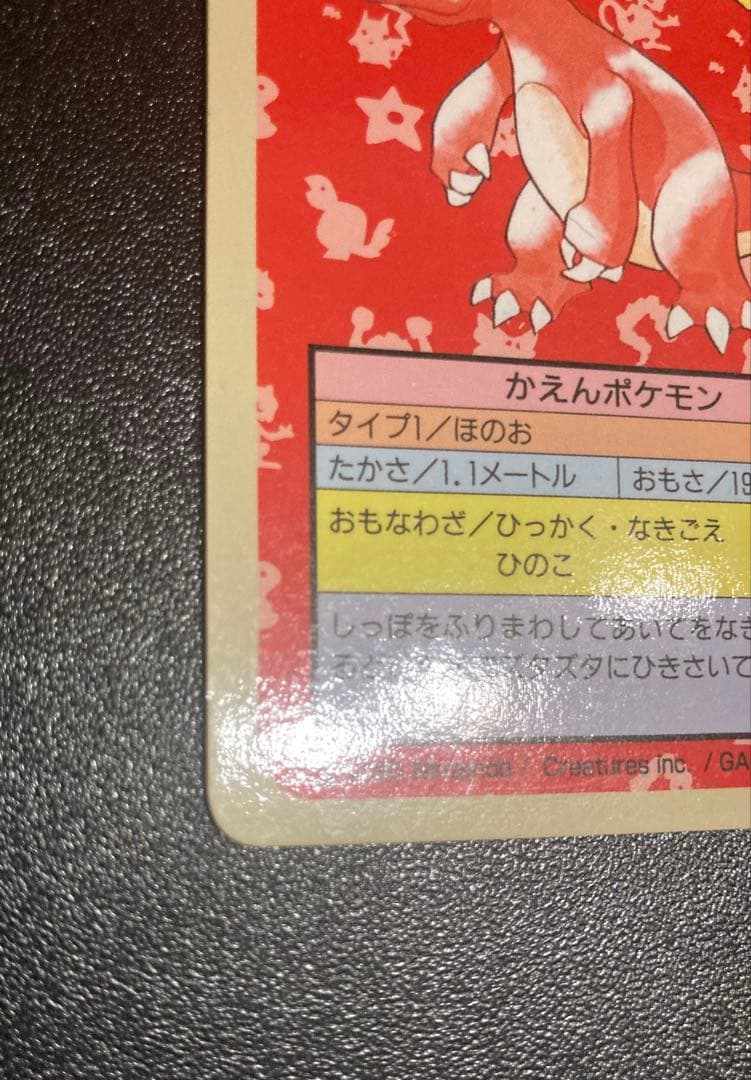 かえんポケモン
タイプ1／ほのお
たかさ／1.1メートル おもさ／19
おもなわざ／ひっかく・なきごえ
ひのこ
しっぽをふりまわしてあいてをなぎ
ズタズタにひきさいて
Nintendo / Creatures inc. / GA